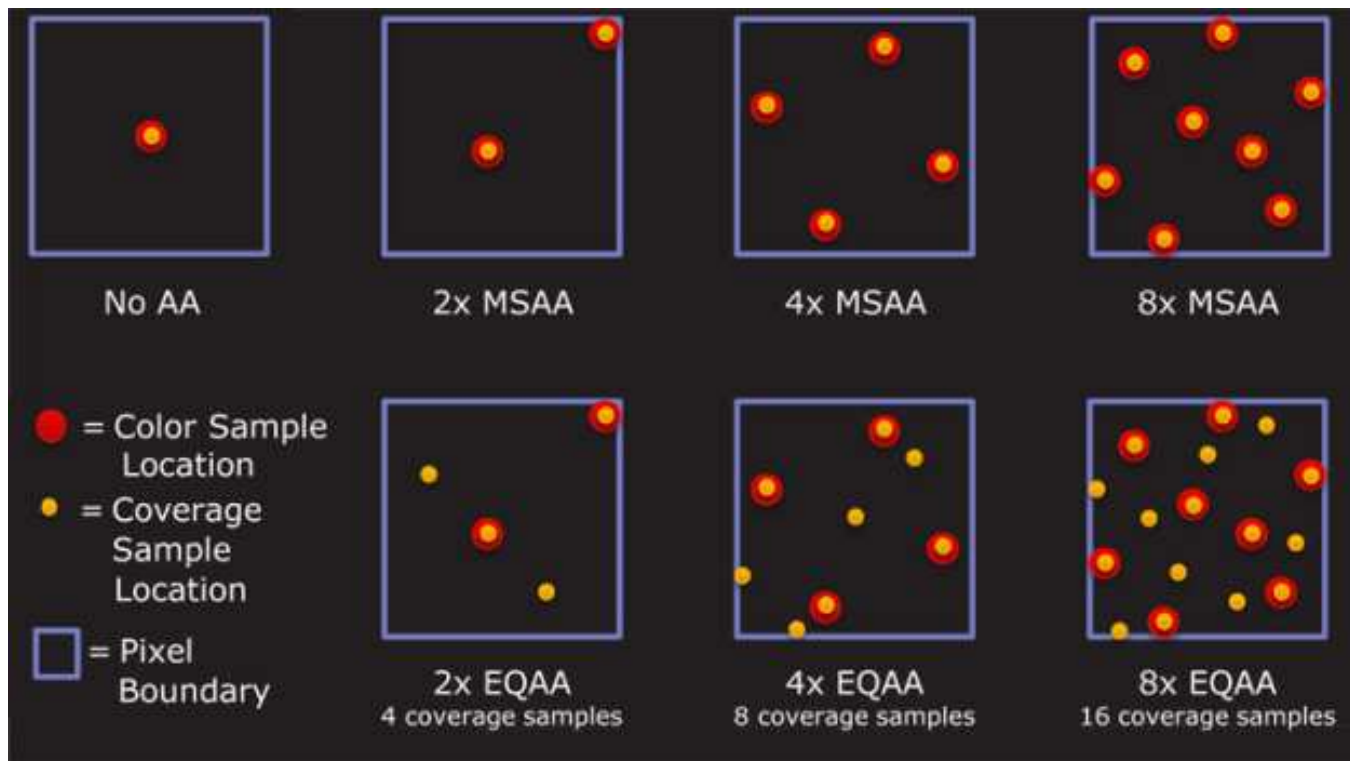 No AA
2x MSAA
4x MSAA
8x MSAA
= Color Sample
Location
= Coverage
Sample
Location
= Pixel
Boundary
2x EQAA
4 coverage samples
4x EQAA
8 coverage samples
8x EQAA
16 coverage samples